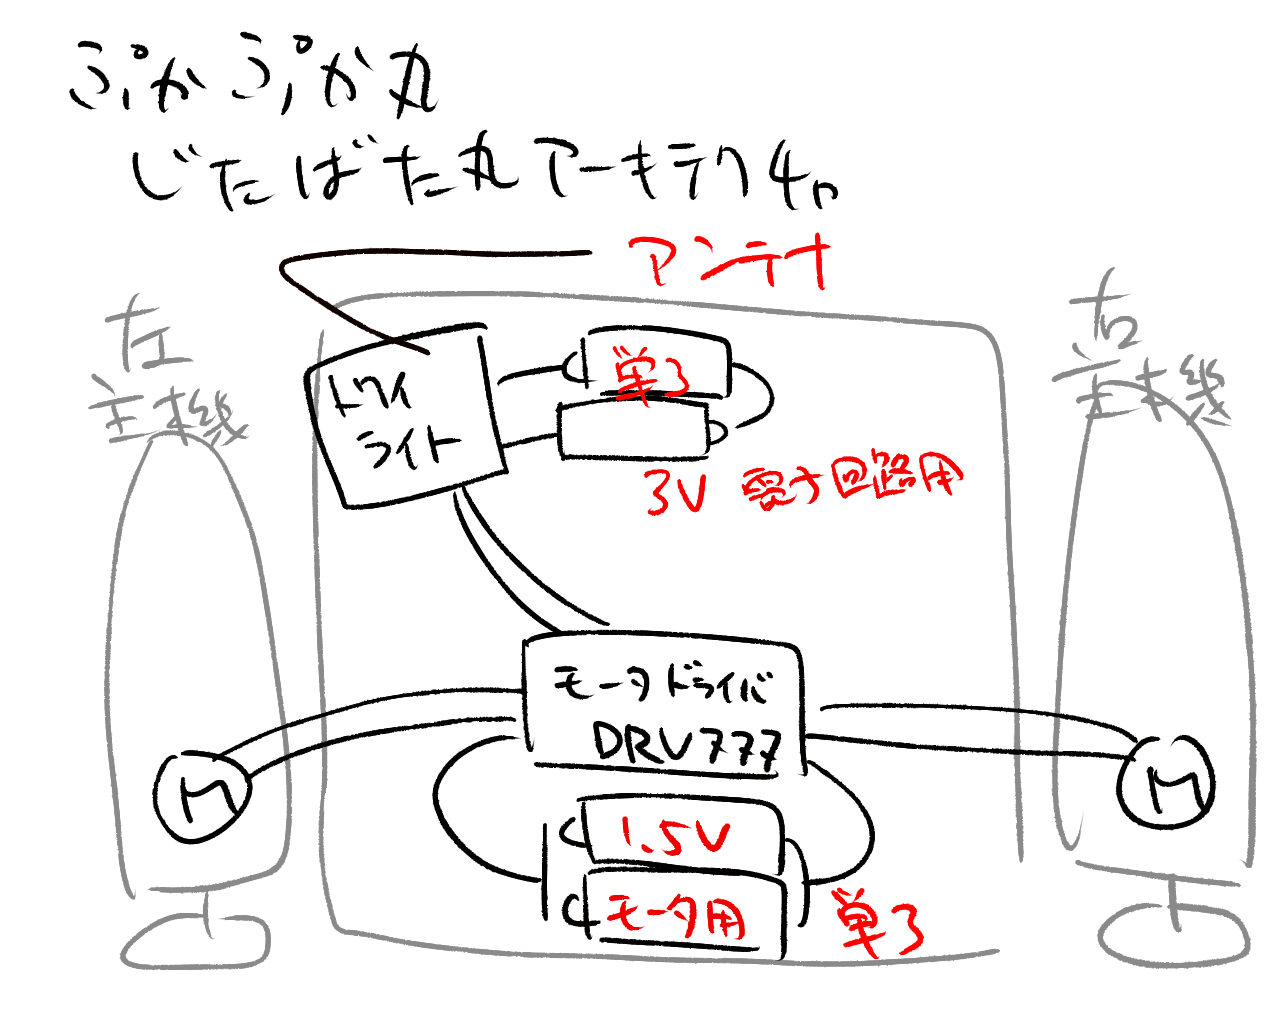 ぷかぷか丸
じたばた丸アーキテクチャ
アンテナ
左
主本機
右
主本機
トワイ
ライト
単3
3V 電子回路用
モータドライバ
DRV777
M
M
1.5V
モータ用
単3